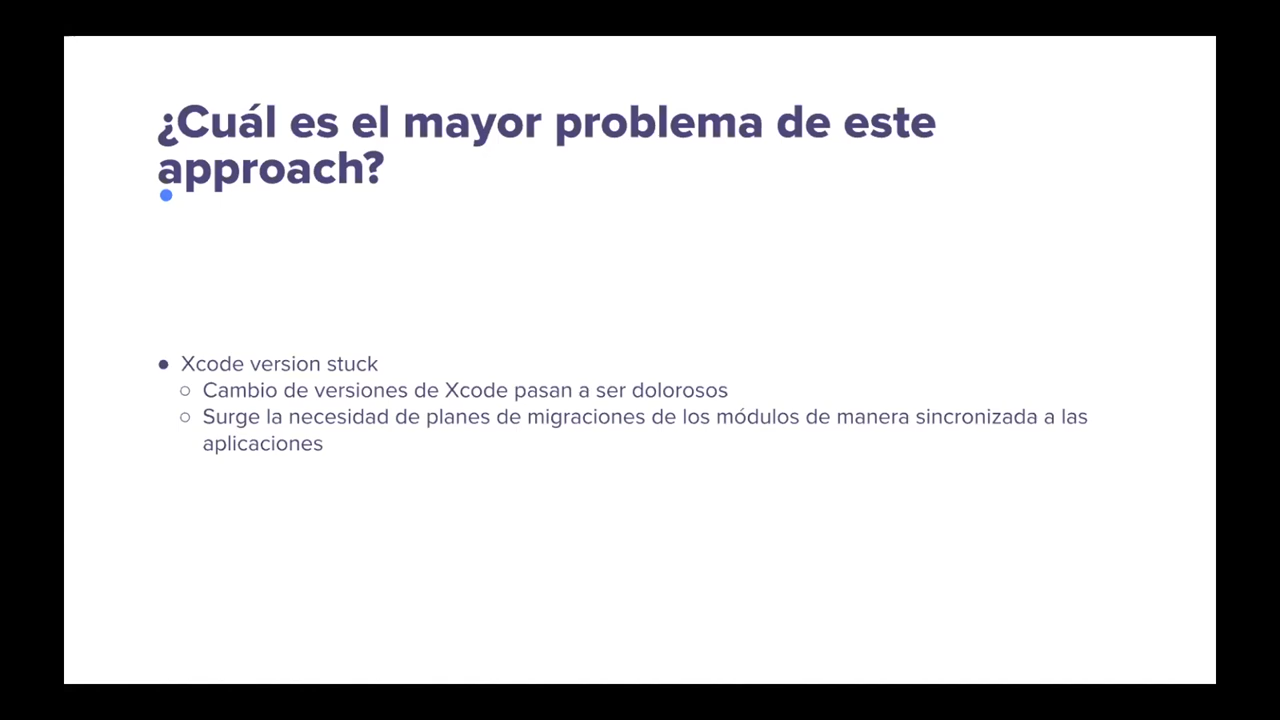 ¿Cuál es el mayor problema de este
approach?
● Xcode version stuck
○ Cambio de versiones de Xcode pasan a ser dolorosos
○ Surge la necesidad de planes de migraciones de los módulos de manera sincronizada a las
aplicaciones